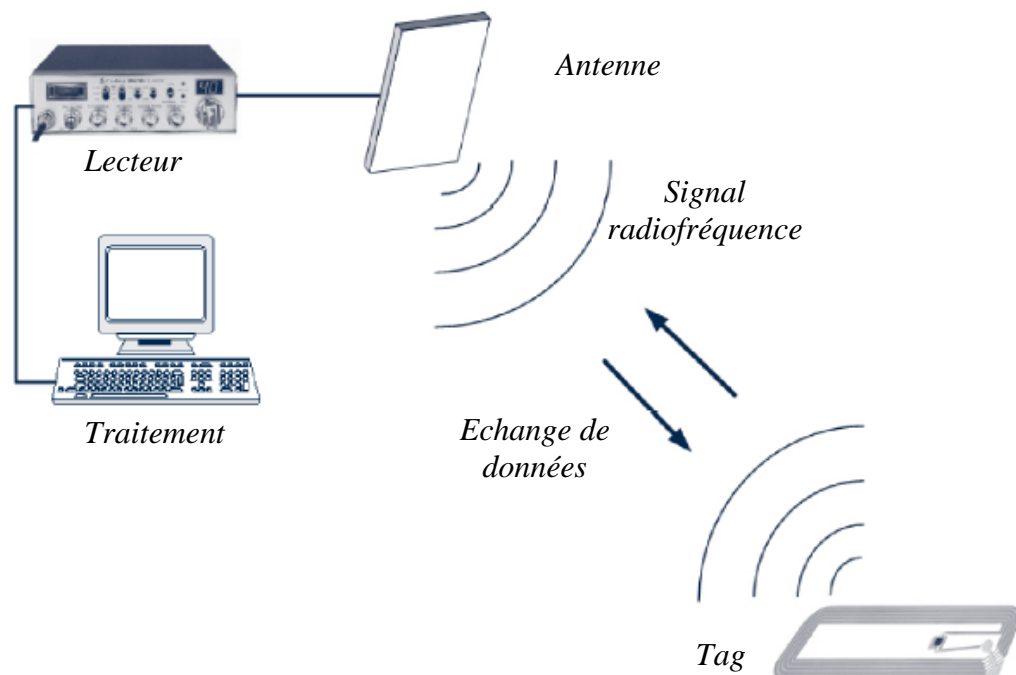 Antenne
Lecteur
Signal
radiofréquence
Traitement
Echange de
données
Tag